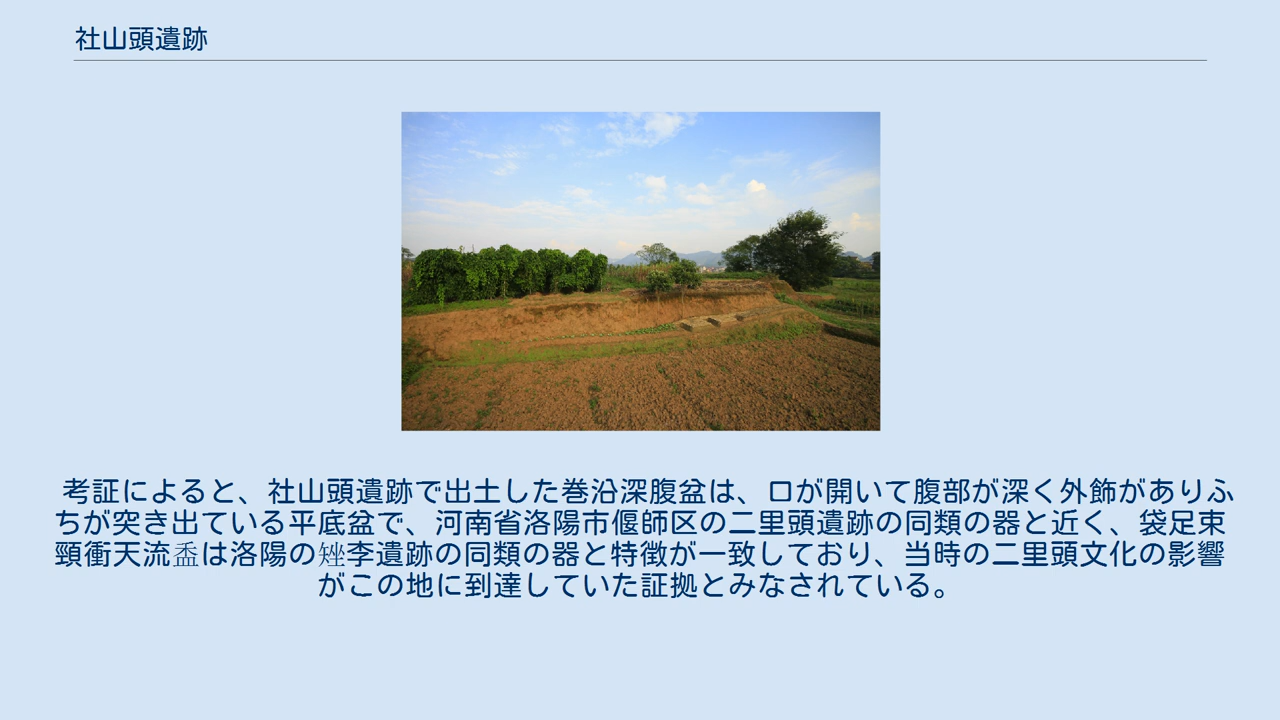 社山頭遺跡
考証によると、社山頭遺跡で出土した巻沿深腹盆は、口が開いて腹部が深く外飾がありふ
ちが突き出ている平底盆で、河南省洛陽市偃師区の二里頭遺跡の同類の器と近く、袋足束
頸衝天流盉は洛陽の矬李遺跡の同類の器と特徴が一致しており、当時の二里頭文化の影響
がこの地に到達していた証拠とみなされている。